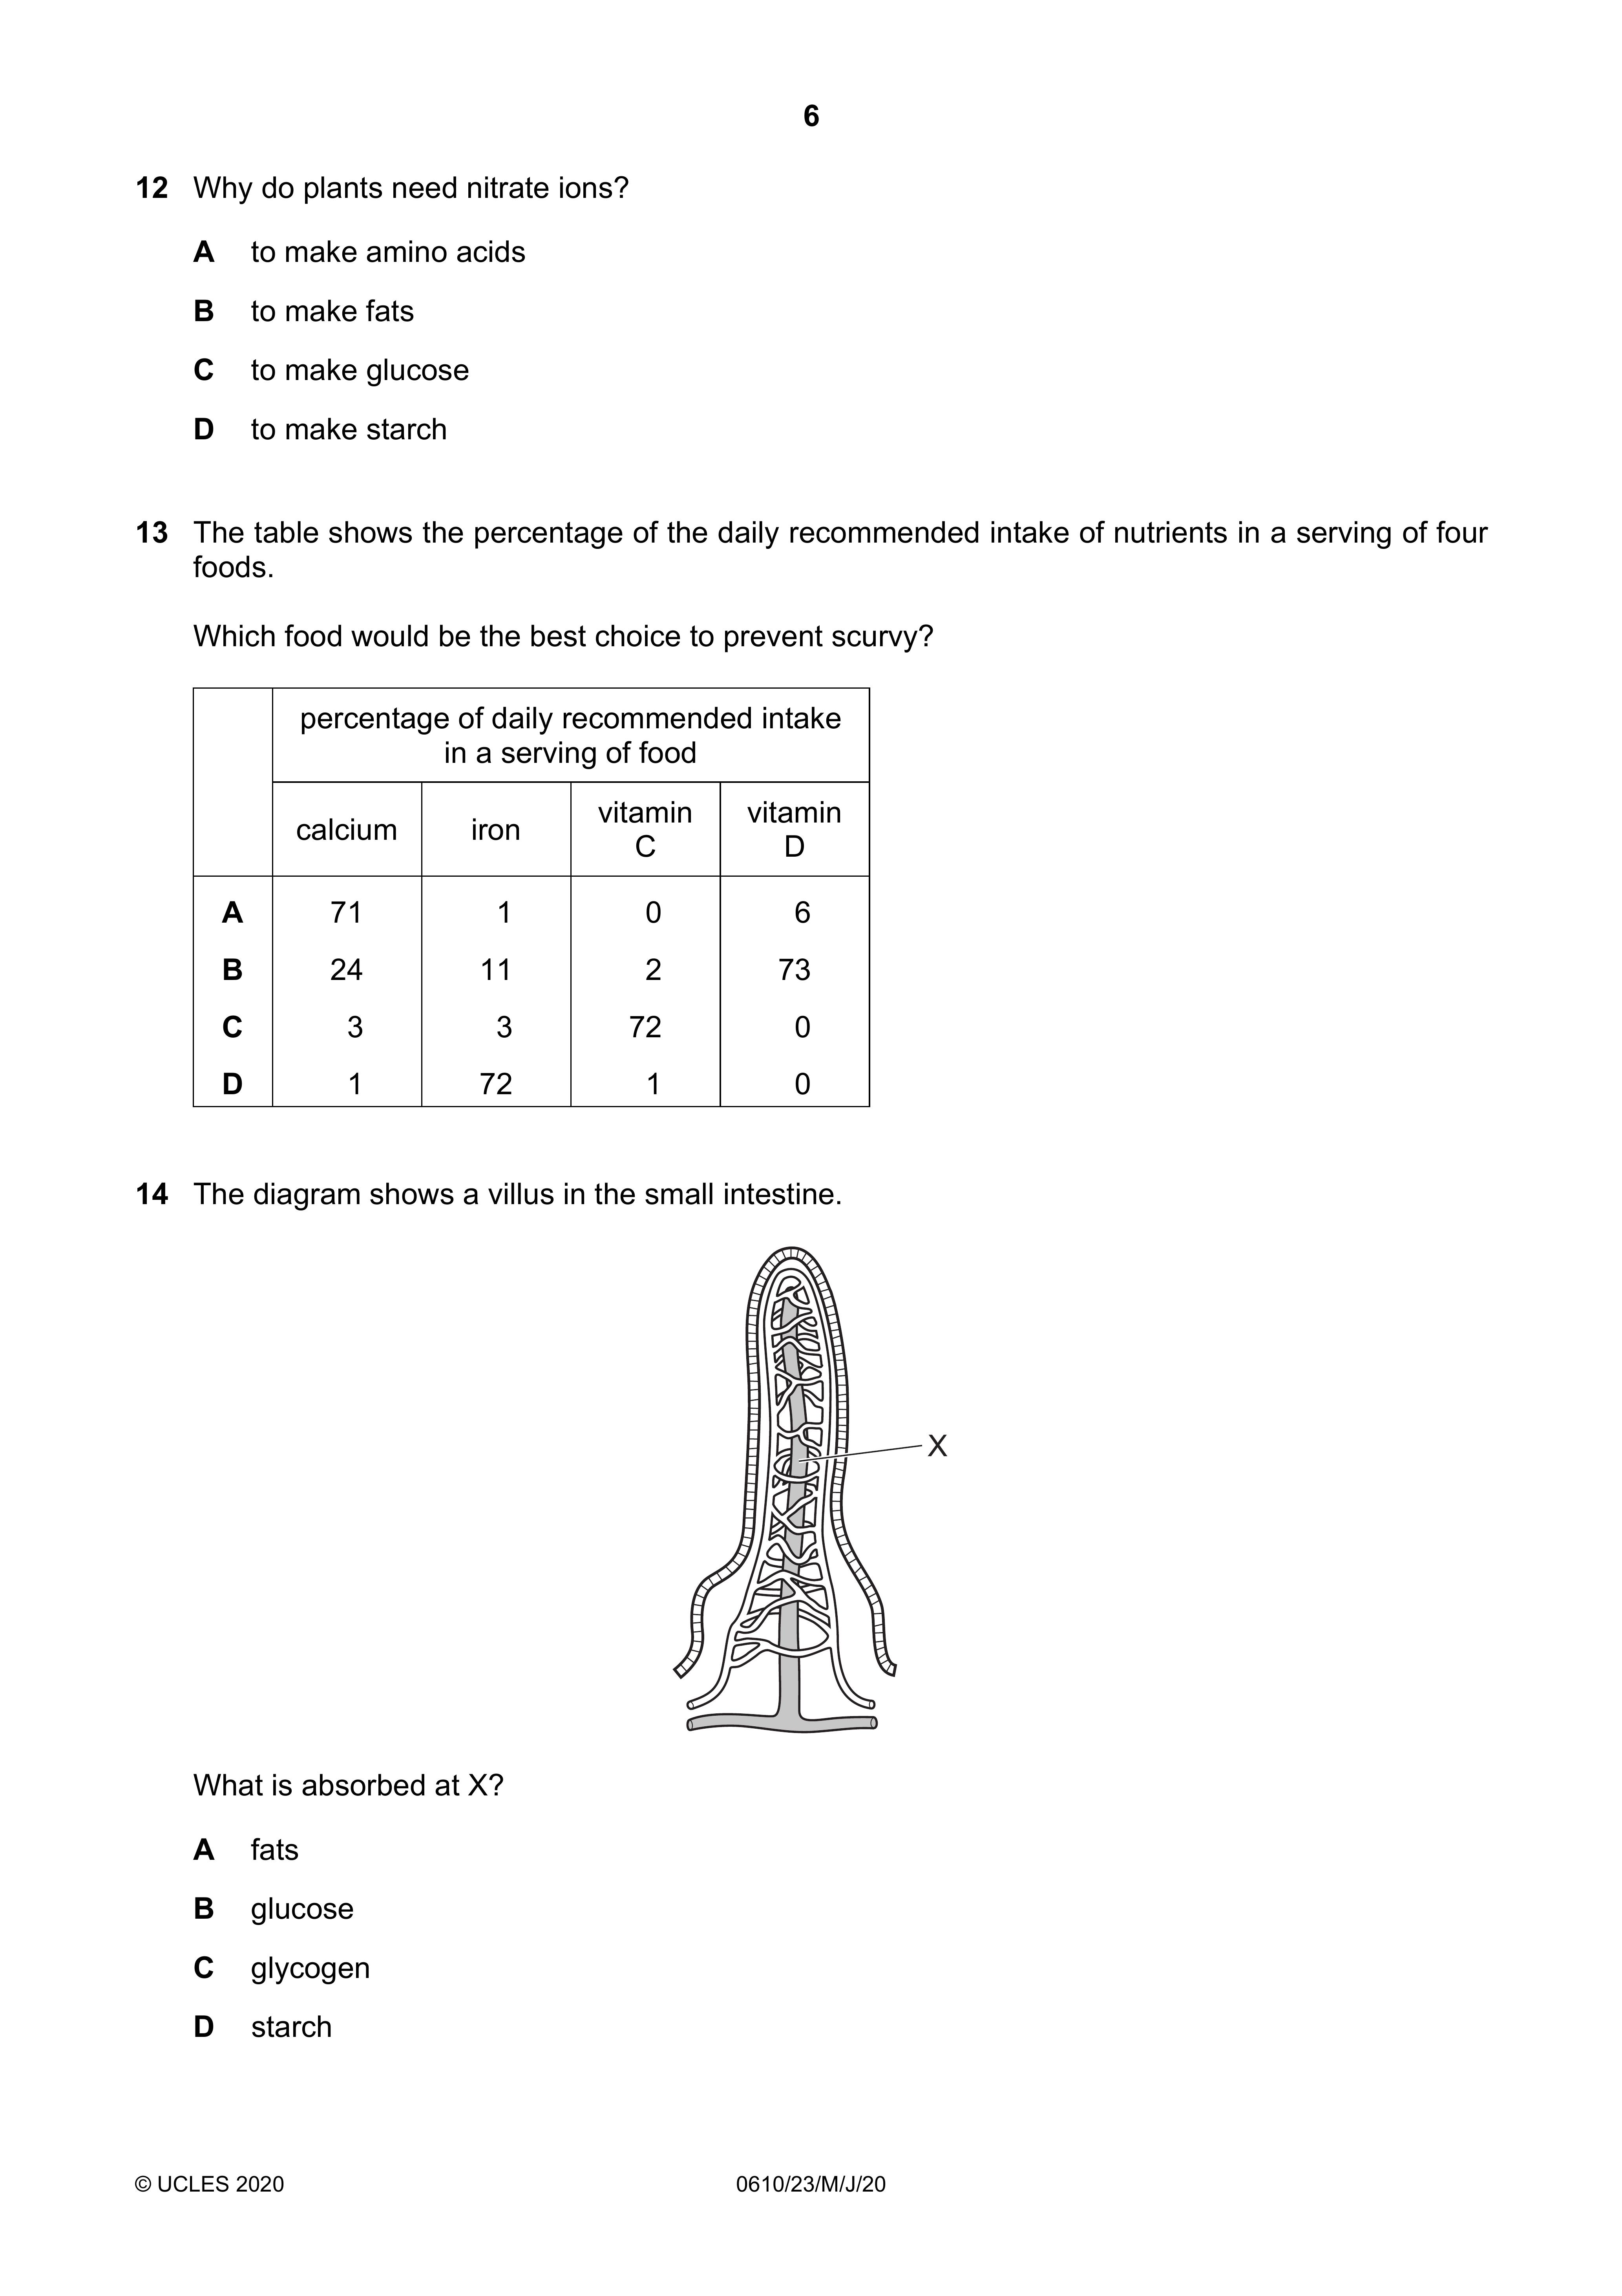 6
12 Why do plants need nitrate ions?
A to make amino acids
B to make fats
C to make glucose
D to make starch
13 The table shows the percentage of the daily recommended intake of nutrients in a serving of four
foods.
Which food would be the best choice to prevent scurvy?
percentage of daily recommended intake
in a serving of food
calcium iron vitamin C vitamin D
A 71 1 0 6
B 24 11 2 73
C 3 3 72 0
D 1 72 1 0
14 The diagram shows a villus in the small intestine.
X
What is absorbed at X?
A fats
B glucose
C glycogen
D starch
© UCLES 2020 0610/23/M/J/20